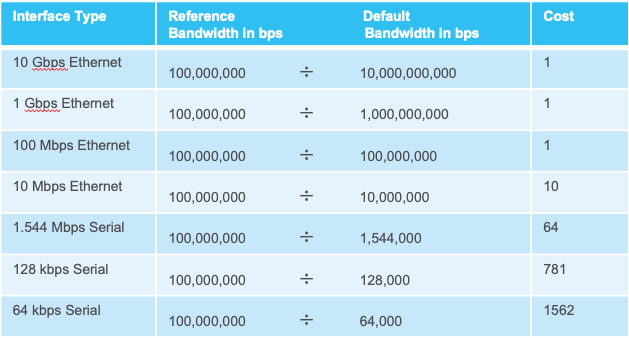 Interface Type Reference Bandwidth in bps Default Bandwidth in bps Cost
10 Gbps Ethernet 100,000,000 ÷ 10,000,000,000 1
1 Gbps Ethernet 100,000,000 ÷ 1,000,000,000 1
100 Mbps Ethernet 100,000,000 ÷ 100,000,000 1
10 Mbps Ethernet 100,000,000 ÷ 10,000,000 10
1.544 Mbps Serial 100,000,000 ÷ 1,544,000 64
128 kbps Serial 100,000,000 ÷ 128,000 781
64 kbps Serial 100,000,000 ÷ 64,000 1562